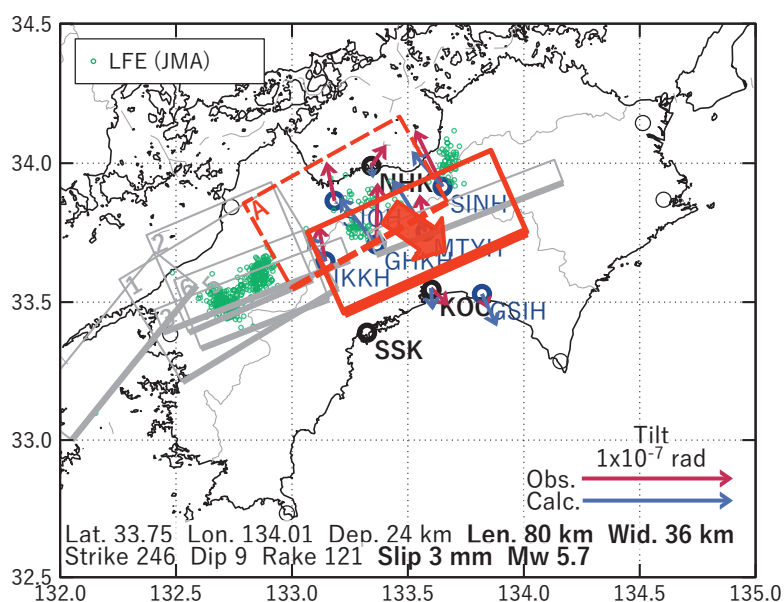 34.5
LFE (JMA)
34.0
NHK
A
SINH
2
MTYH
GHKH
1
IKKH
33.5
KOC
GSIH
SSK
33.0
Tilt
1x10-7 rad
Obs.
Calc.
Lat. 33.75 Lon. 134.01 Dep. 24 km Len. 80 km Wid. 36 km
Strike 246 Dip 9 Rake 121 Slip 3 mm Mw 5.7
32.5
132.0 132.5 133.0 133.5 134.0 134.5 135.0